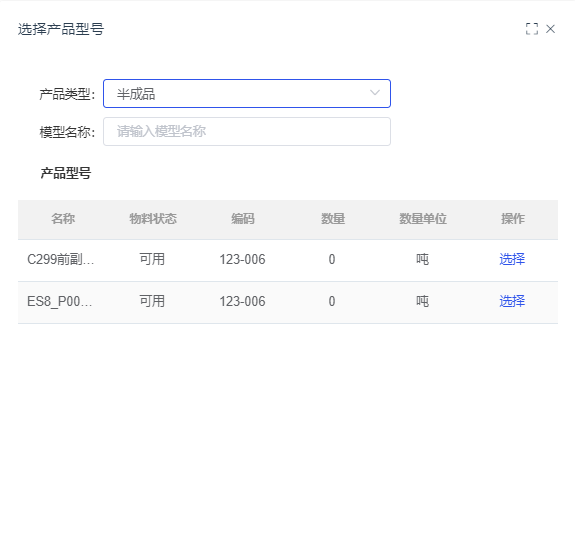 选择产品型号
产品类型: 半成品
模型名称: 请输入模型名称
产品型号
名称 物料状态 编码 数量 数量单位 操作
C299前副... 可用 123-006 0 吨 选择
ES8_P00... 可用 123-006 0 吨 选择